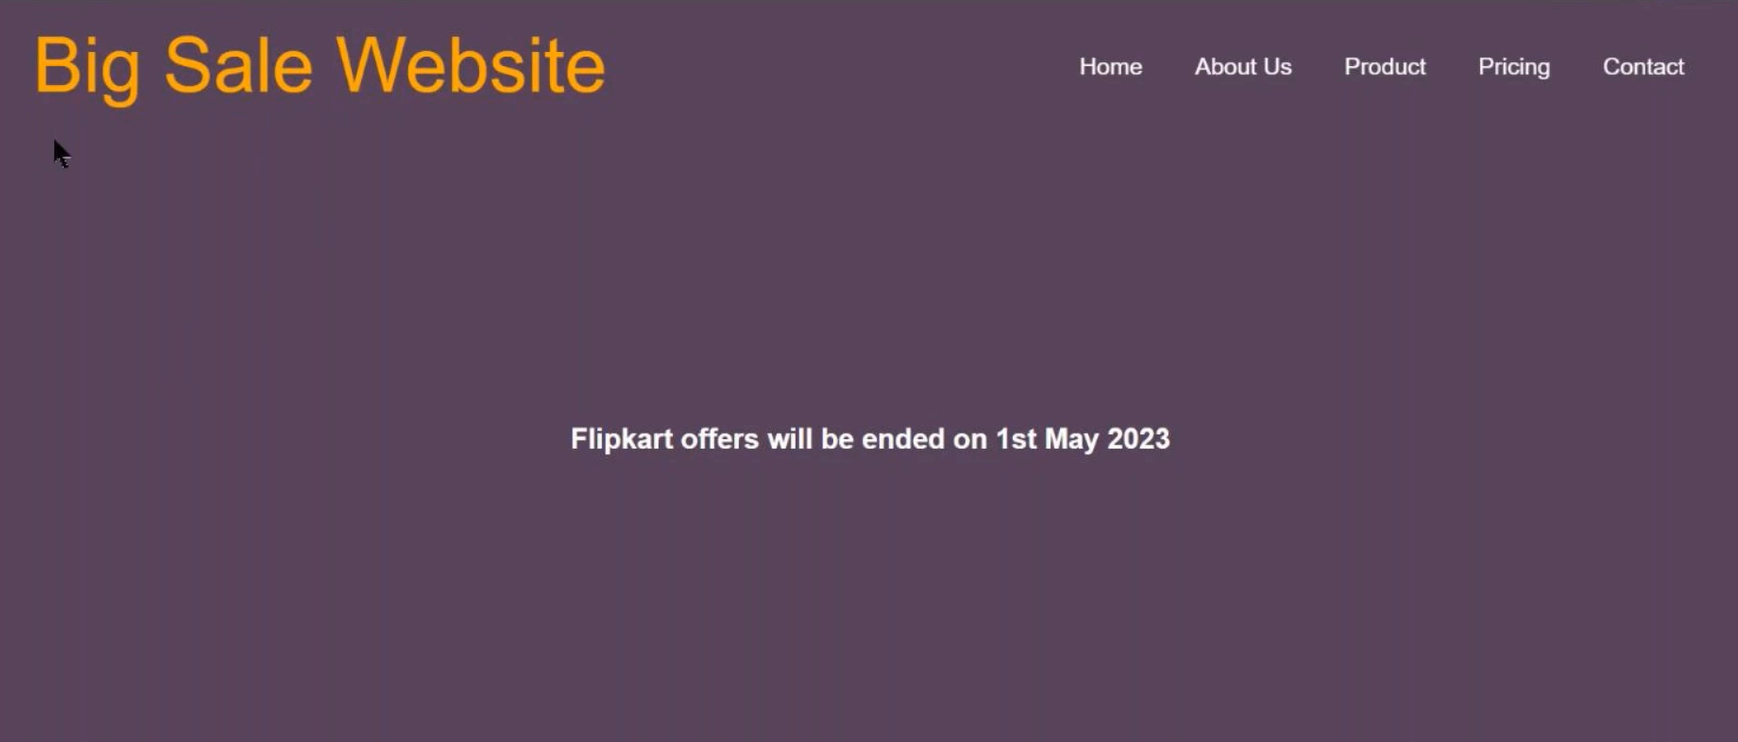 Big Sale Website
Home About Us Product Pricing Contact
Flipkart offers will be ended on 1st May 2023